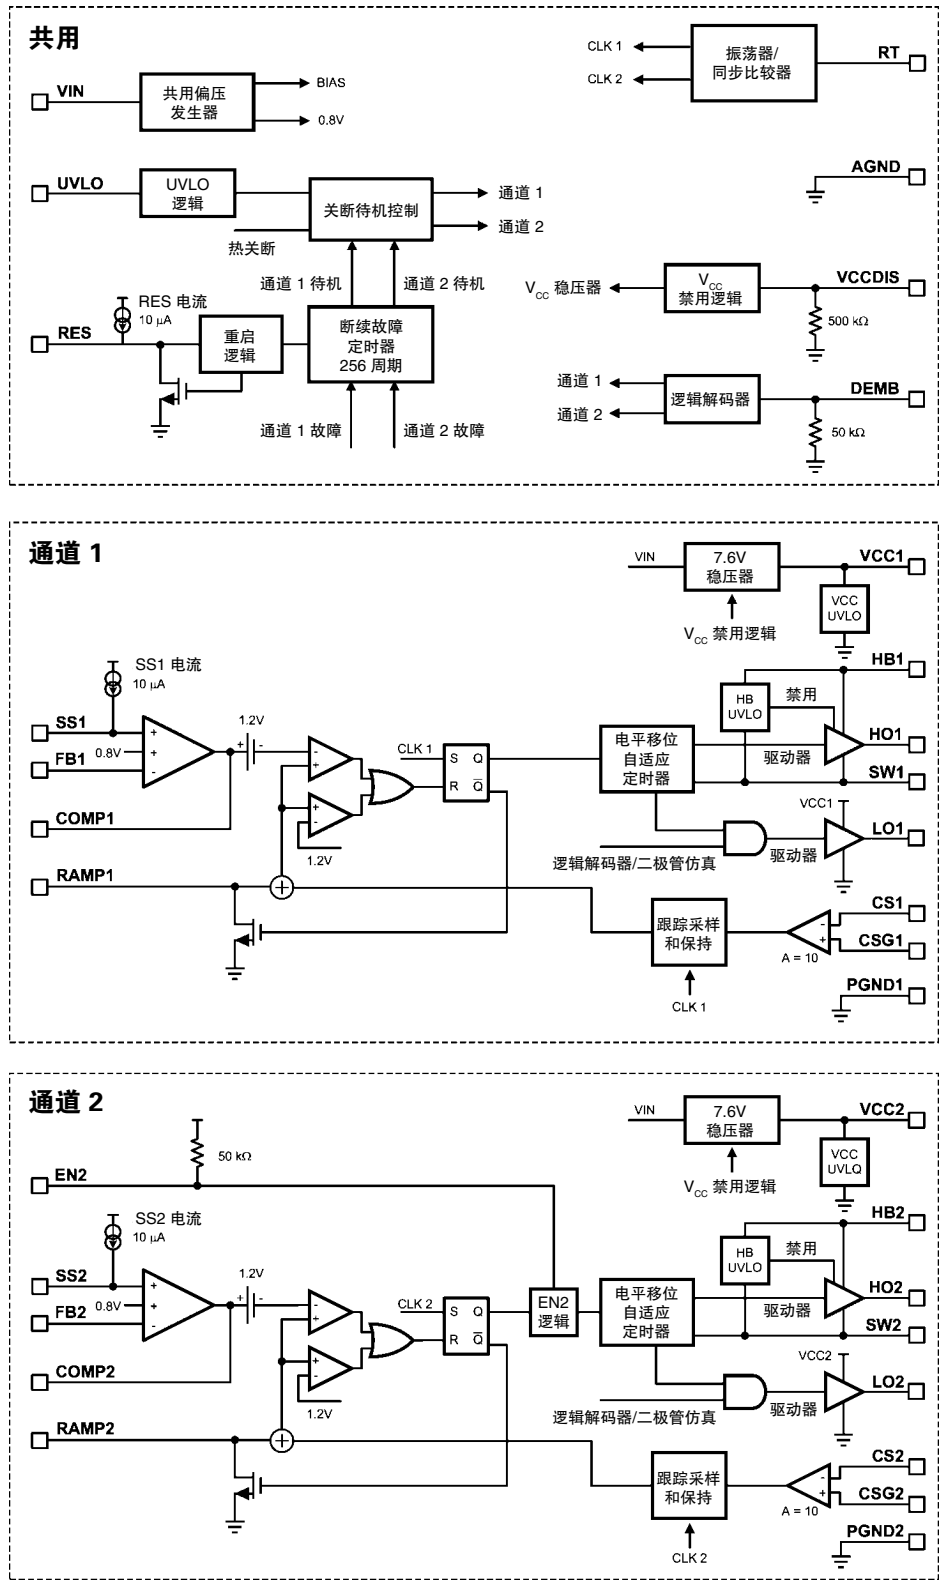 共用
VIN
共用偏压
发生器
BIAS
0.8V
CLK 1
CLK 2
振荡器/
同步比较器
RT
UVLO
UVLO
逻辑
关断待机控制
通道 1
通道 2
热关断
AGND
通道 1 待机
通道 2 待机
RES 电流
10 μA
RES
重启
逻辑
断续故障
定时器
256 周期
通道 1 故障
通道 2 故障
VCC 稳压器
VCC
禁用逻辑
VCCDIS
500 kΩ
通道 1
通道 2
逻辑解码器
DEMB
50 kΩ
通道 1
VIN
7.6V
稳压器
VCC1
VCC
UVLO
VCC 禁用逻辑
SS1 电流
10 μA
SS1
0.8V
+
+
-
FB1
1.2V
+
-
-
+
+
-
1.2V
CLK 1
S Q
R Q̅
COMP1
RAMP1
+
电平移位
自适应
定时器
HB
UVLO
禁用
HB1
HO1
驱动器
SW1
VCC1
LO1
驱动器
逻辑解码器/二极管仿真
跟踪采样
和保持
CLK 1
-
+
A = 10
CS1
CSG1
PGND1
通道 2
VIN
7.6V
稳压器
VCC2
VCC
UVLQ
VCC 禁用逻辑
50 kΩ
EN2
SS2 电流
10 μA
SS2
0.8V
+
+
-
FB2
1.2V
+
-
-
+
+
-
1.2V
CLK 2
S Q
R Q̅
EN2
逻辑
COMP2
RAMP2
+
电平移位
自适应
定时器
HB
UVLO
禁用
HB2
HO2
驱动器
SW2
VCC2
LO2
驱动器
逻辑解码器/二极管仿真
跟踪采样
和保持
CLK 2
-
+
A = 10
CS2
CSG2
PGND2